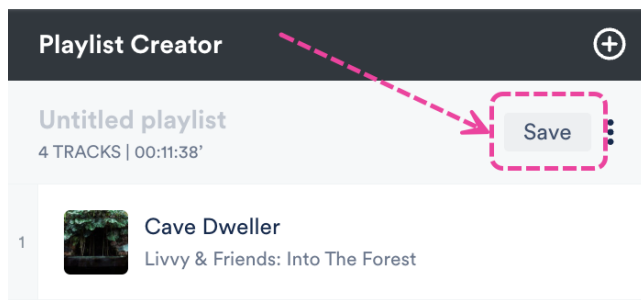 Playlist Creator
Untitled playlist
Save
4 TRACKS | 00:11:38’
1
Cave Dweller
Livvy & Friends: Into The Forest